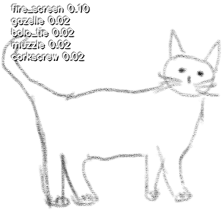 fire_screen 0.10
gazelle 0.02
bolo_tie 0.02
muzzle 0.02
corkscrew 0.02